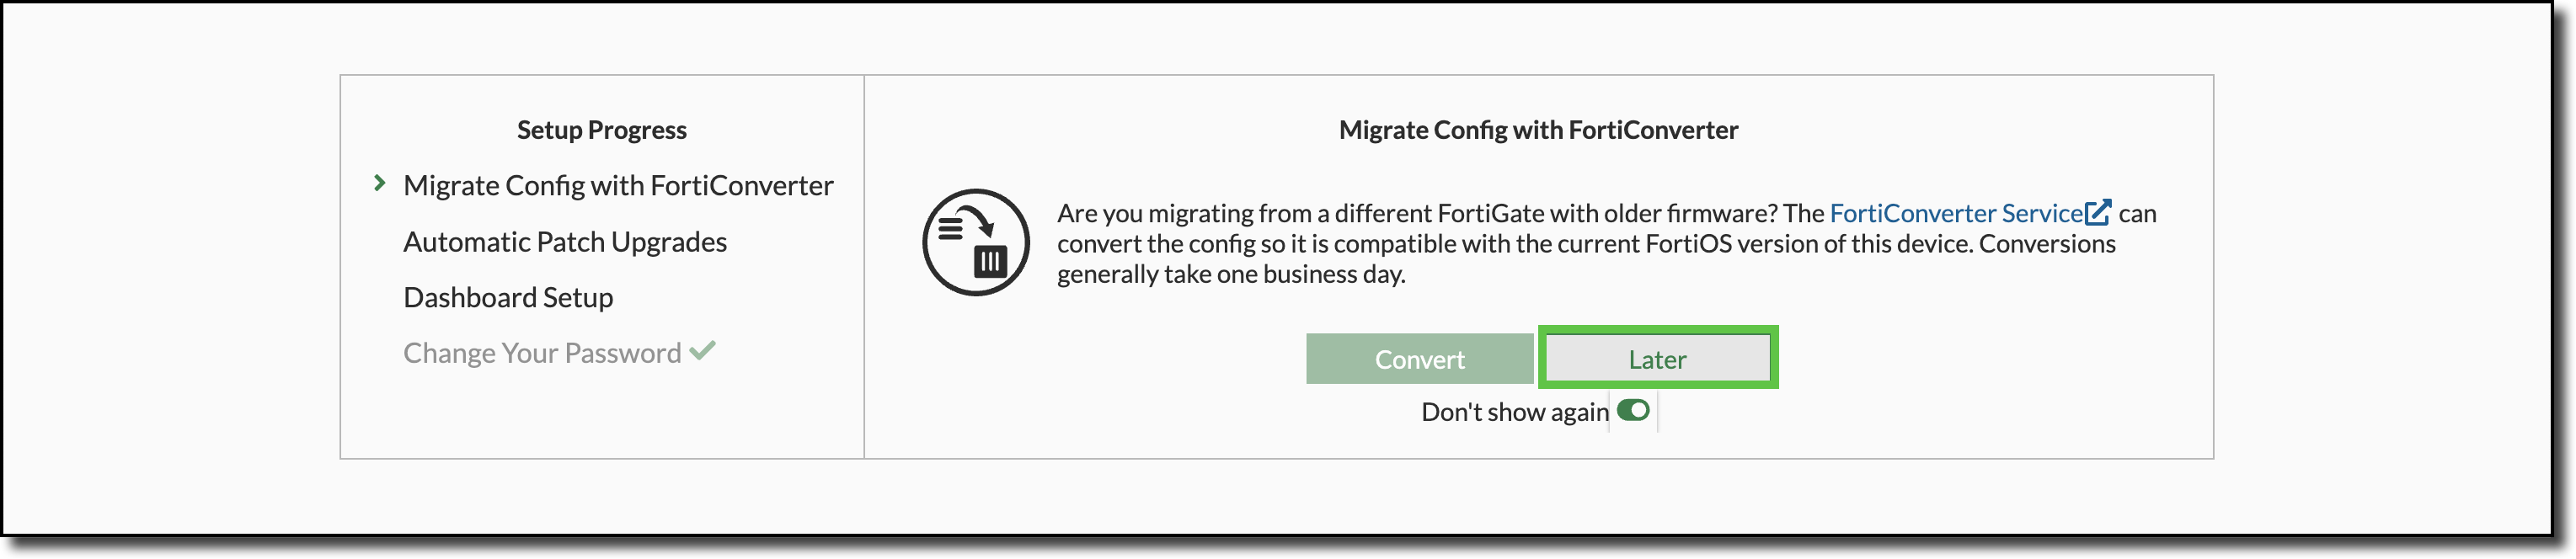 Setup Progress
Migrate Config with FortiConverter
Automatic Patch Upgrades
Dashboard Setup
Change Your Password
Migrate Config with FortiConverter
Are you migrating from a different FortiGate with older firmware? The FortiConverter Service can
convert the config so it is compatible with the current FortiOS version of this device. Conversions
generally take one business day.
Convert
Later
Don't show again